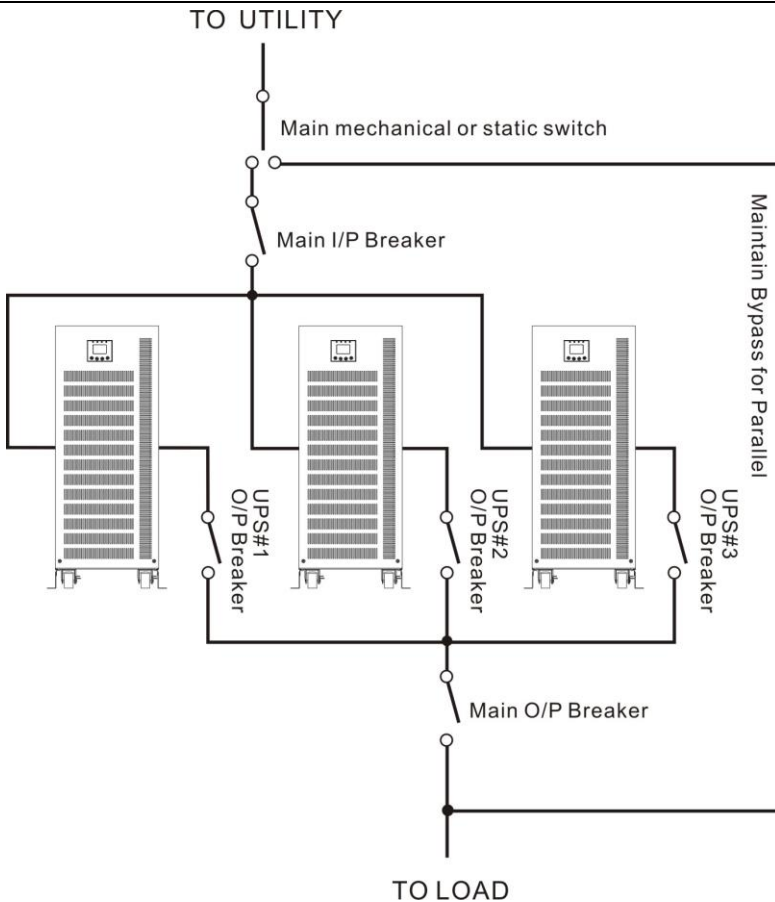 TO UTILITY
Main mechanical or static switch
Main I/P Breaker
Maintain Bypass for Parallel
UPS#1
O/P Breaker
UPS#2
O/P Breaker
UPS#3
O/P Breaker
Main O/P Breaker
TO LOAD